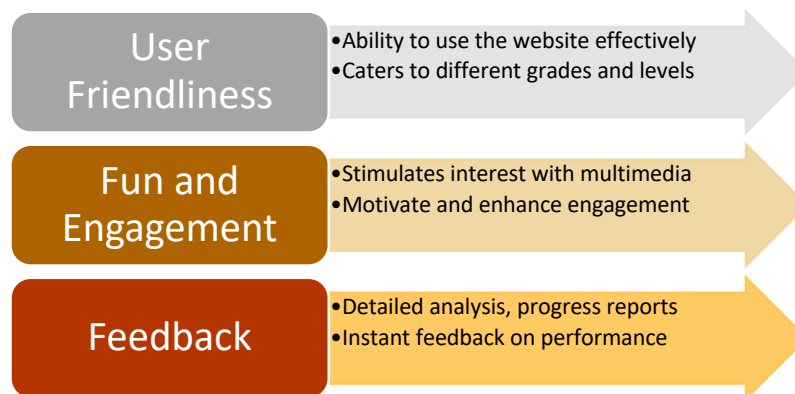 User
Friendliness
•Ability to use the website effectively
•Caters to different grades and levels
Fun and
Engagement
•Stimulates interest with multimedia
•Motivate and enhance engagement
Feedback
•Detailed analysis, progress reports
•Instant feedback on performance